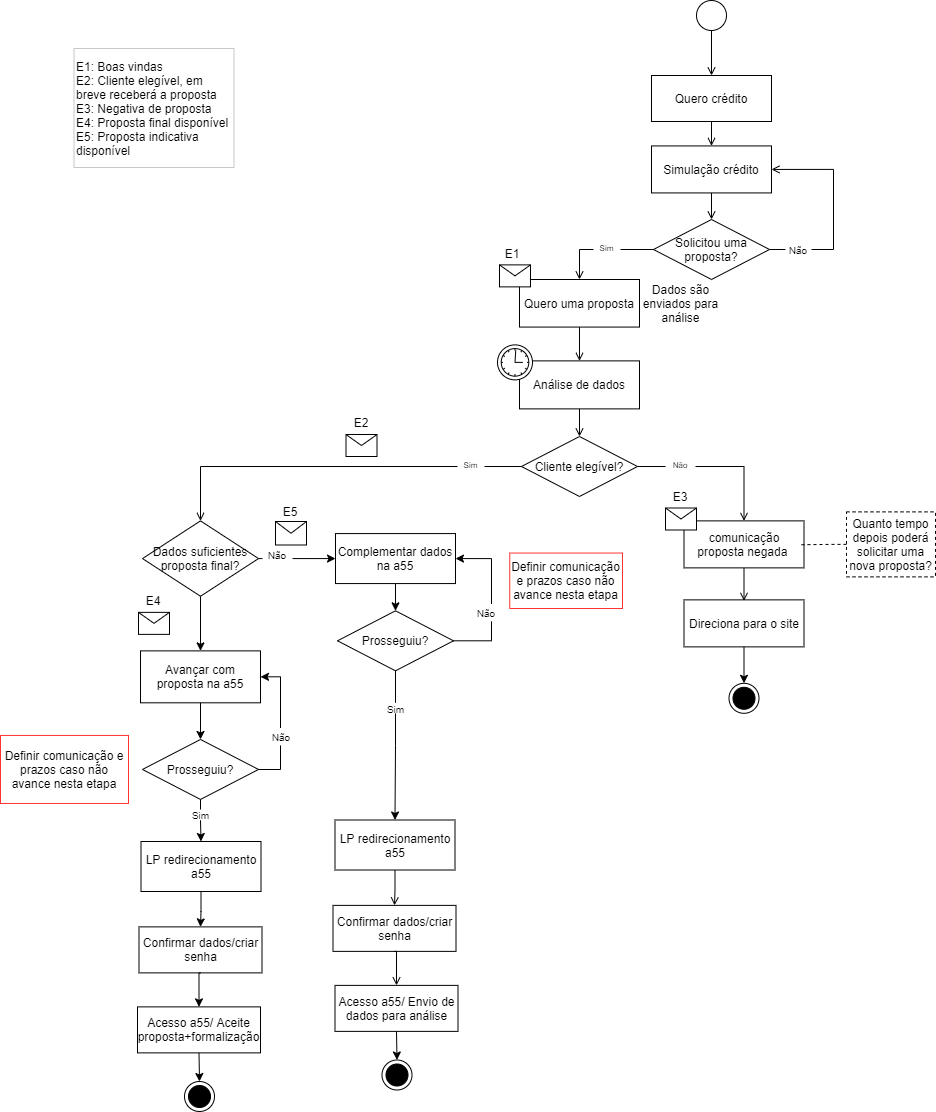 E1: Boas vindas
E2: Cliente elegível, em
breve receberá a proposta
E3: Negativa de proposta
E4: Proposta final disponível
E5: Proposta indicativa
disponível
Quero crédito
Simulação crédito
Solicitou uma
proposta?
Sim
Não
E1
Quero uma proposta
Dados são
enviados para
análise
Análise de dados
Cliente elegível?
Sim
Não
E2
E3
comunicação
proposta negada
Quanto tempo
depois poderá
solicitar uma
nova proposta?
Direciona para o site
Dados suficientes
proposta final?
Não
E5
Complementar dados
na a55
Definir comunicação
e prazos caso não
avance nesta etapa
Não
Prosseguiu?
Sim
E4
Avançar com
proposta na a55
Não
Definir comunicação e
prazos caso não
avance nesta etapa
Prosseguiu?
Sim
LP redirecionamento
a55
Confirmar dados/criar
senha
Acesso a55/ Aceite
proposta+formalização
LP redirecionamento
a55
Confirmar dados/criar
senha
Acesso a55/ Envio de
dados para análise